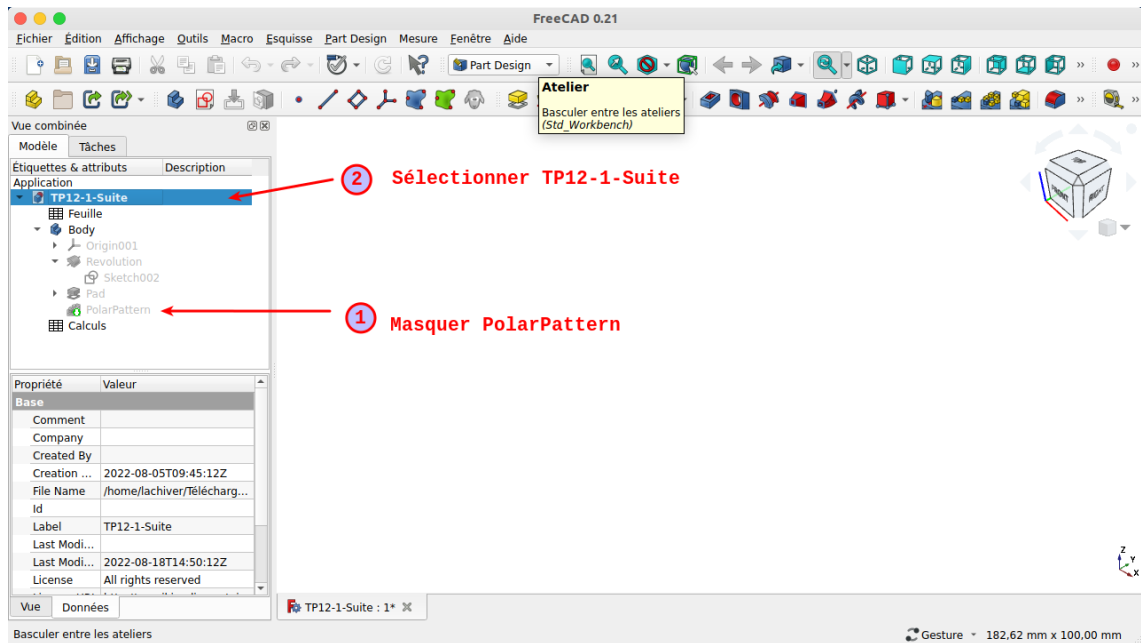 FreeCAD 0.21
Fichier Édition Affichage Outils Macro Esquisse Part Design Mesure Fenêtre Aide
Part Design
Atelier
Basculer entre les ateliers
(Std_Workbench)
Vue combinée
Modèle Tâches
Étiquettes & attributs Description
Application
TP12-1-Suite
Feuille
Body
Origin001
Revolution
Sketch002
Pad
PolarPattern
Calculs
2 Sélectionner TP12-1-Suite
1 Masquer PolarPattern
FRONT RIGHT
Propriété Valeur
Base
Comment
Company
Created By
Creation ... 2022-08-05T09:45:12Z
File Name /home/lachiver/Télécharg...
Id
Label TP12-1-Suite
Last Modi...
Last Modi... 2022-08-18T14:50:12Z
License All rights reserved
Z
Y
X
Vue Données
TP12-1-Suite : 1*
Basculer entre les ateliers
Gesture 182,62 mm x 100,00 mm